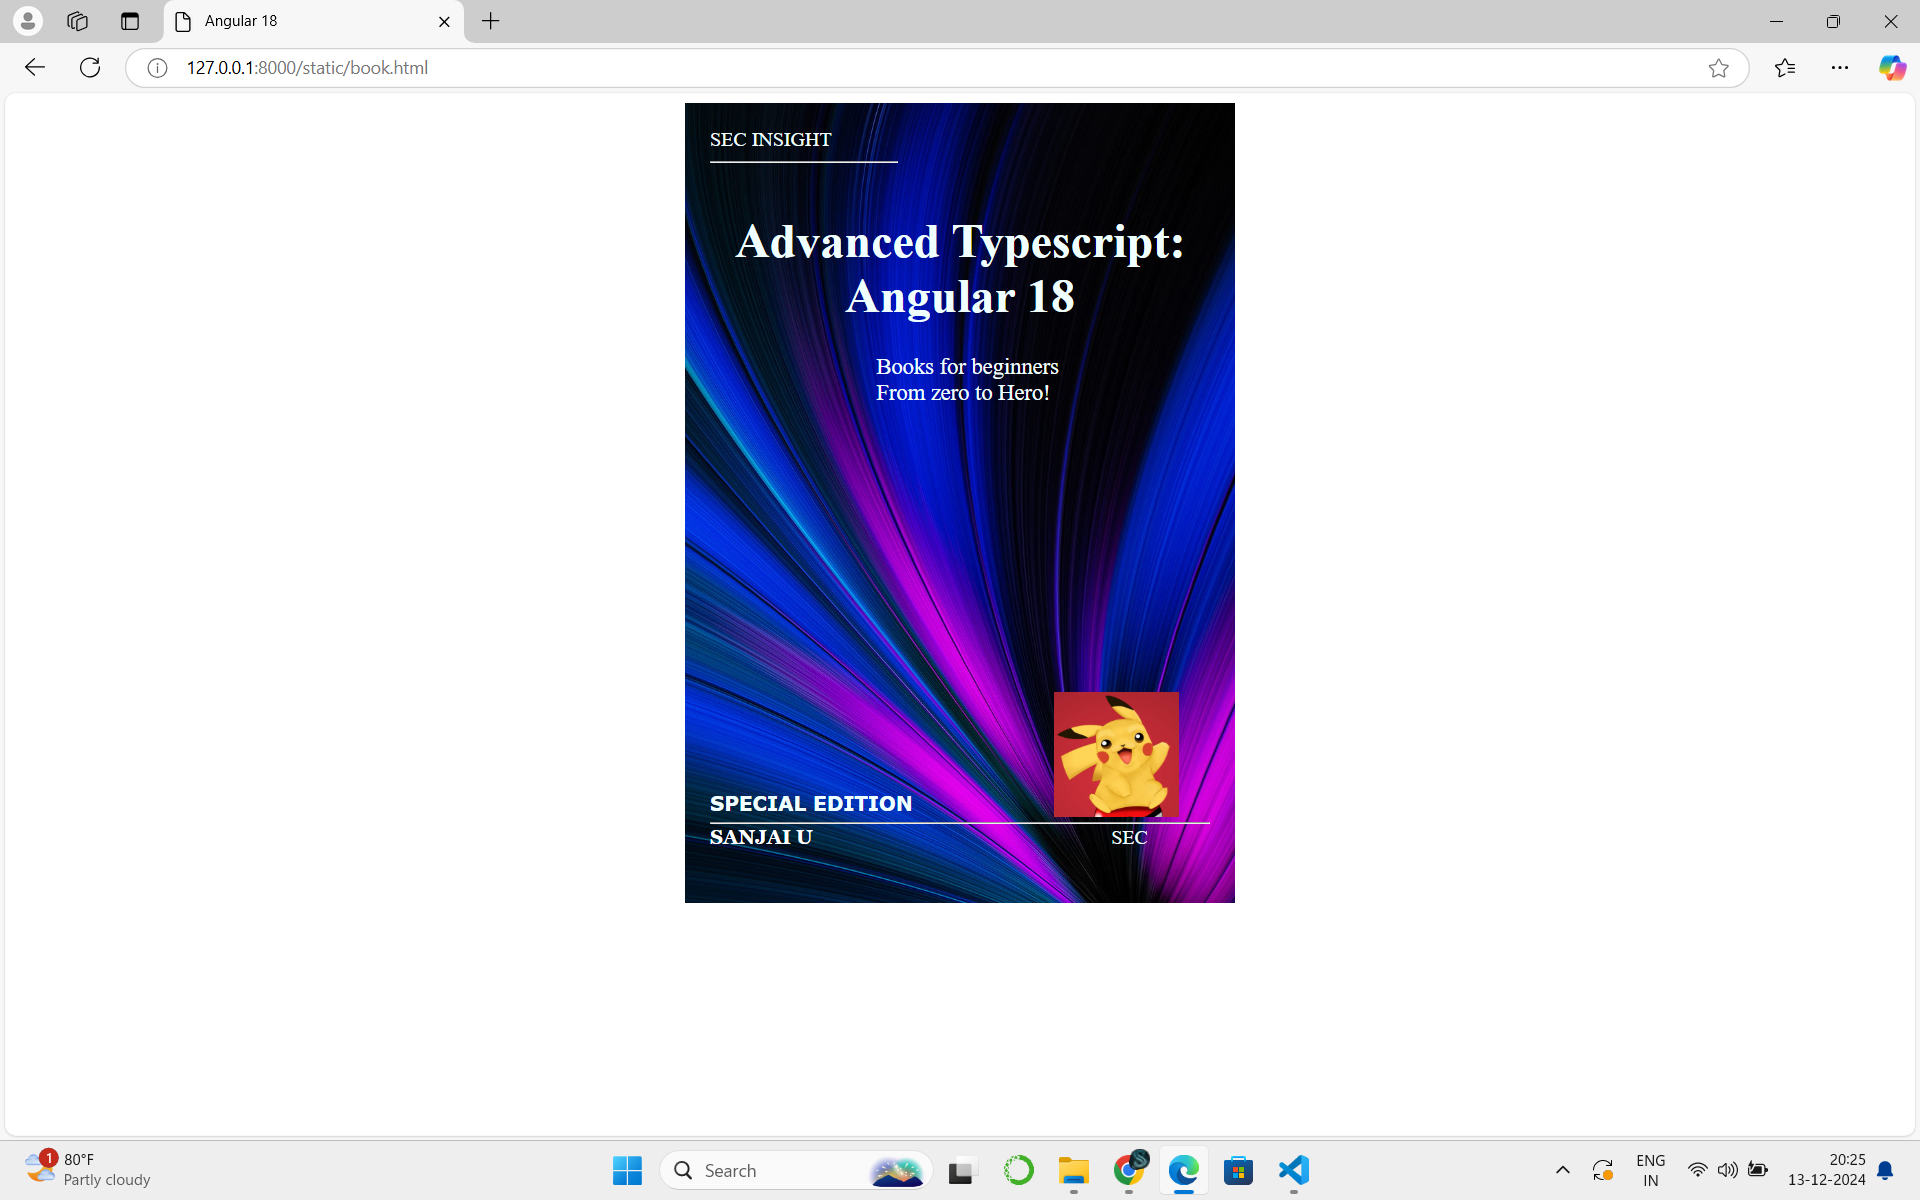 Angular 18
127.0.0.1:8000/static/book.html
SEC INSIGHT
Advanced Typescript:
Angular 18
Books for beginners
From zero to Hero!
SPECIAL EDITION
SANJAI U
SEC
1
80°F
Partly cloudy
Search
ENG
IN
20:25
13-12-2024